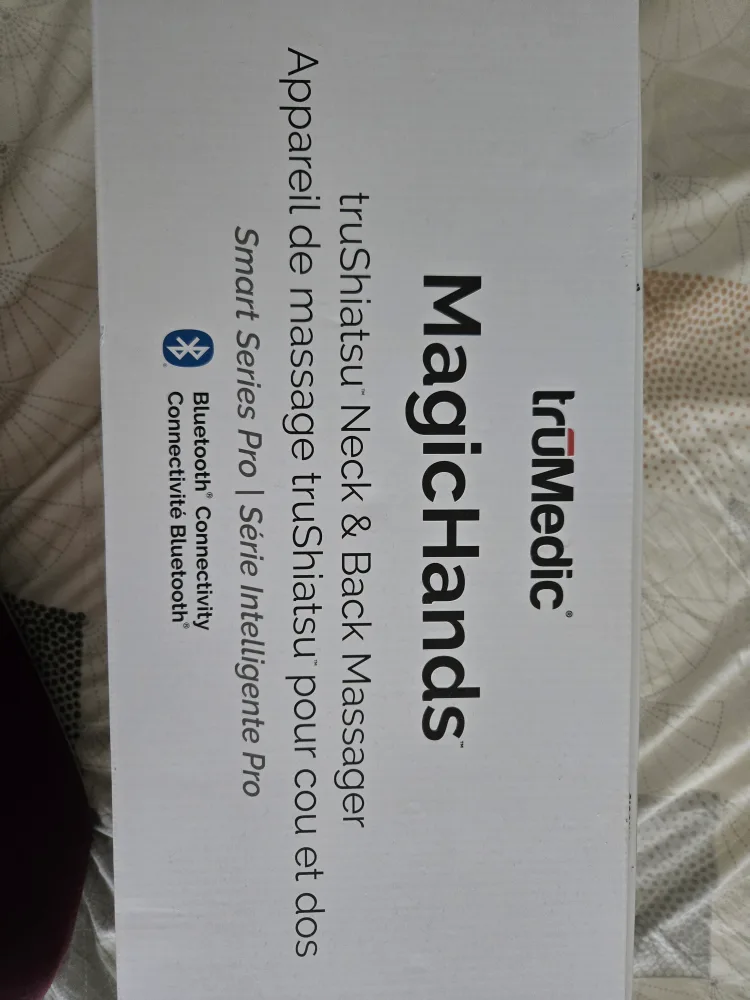 truMedic®
MagicHands™
truShiatsu™ Neck & Back Massager
Appareil de massage truShiatsu™ pour cou et dos
Smart Series Pro | Série Intelligente Pro
Bluetooth® Connectivity
Connectivité Bluetooth®